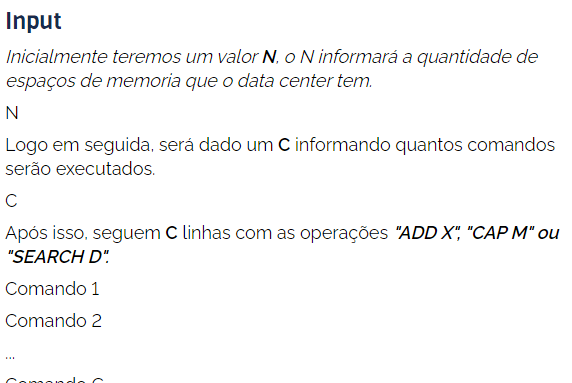 Input
Inicialmente teremos um valor N, o N informará a quantidade de
espaços de memoria que o data center tem.
N
Logo em seguida, será dado um C informando quantos comandos
serão executados.
C
Após isso, seguem C linhas com as operações "ADD X", "CAP M" ou
"SEARCH D".
Comando 1
Comando 2
...
Comando C